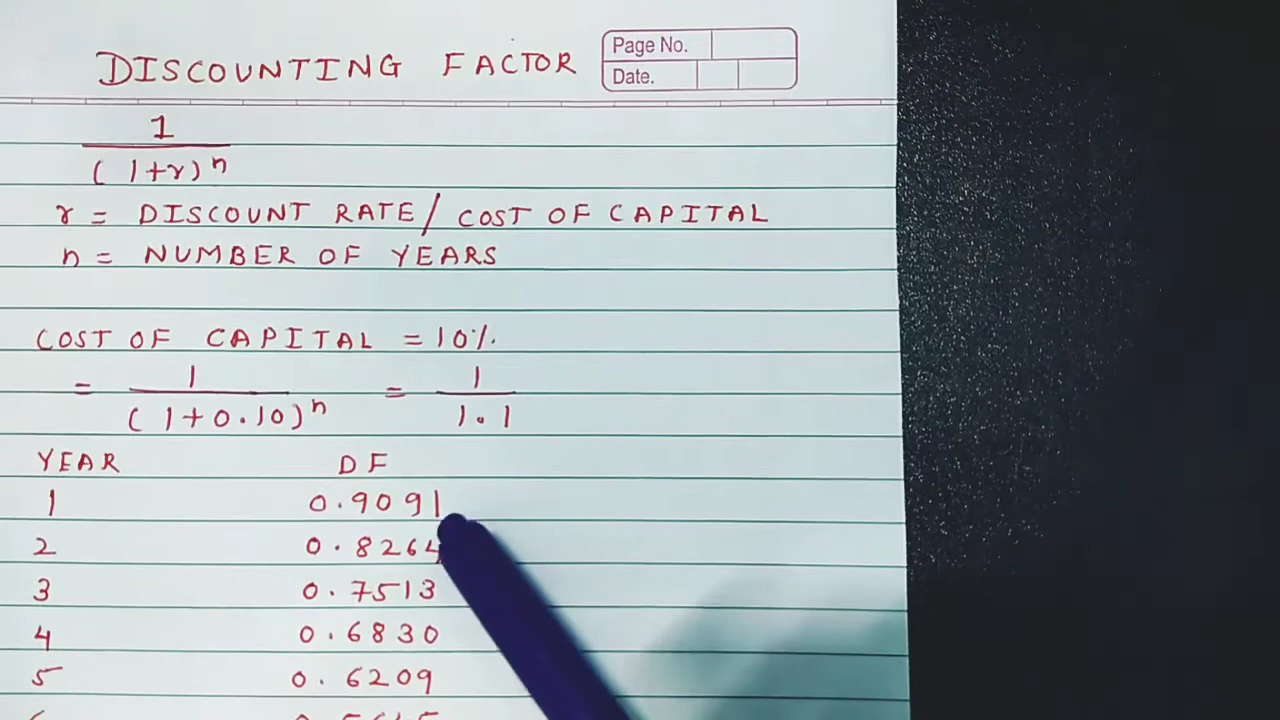 DISCOUNTING FACTOR
Page No.
Date.
1
(1+r)ⁿ
r = DISCOUNT RATE/COST OF CAPITAL
n = NUMBER OF YEARS
COST OF CAPITAL = 10%.
= 1/(1+0.10)ⁿ = 1/1.1
YEAR DF
1 0.9091
2 0.8264
3 0.7513
4 0.6830
5 0.6209